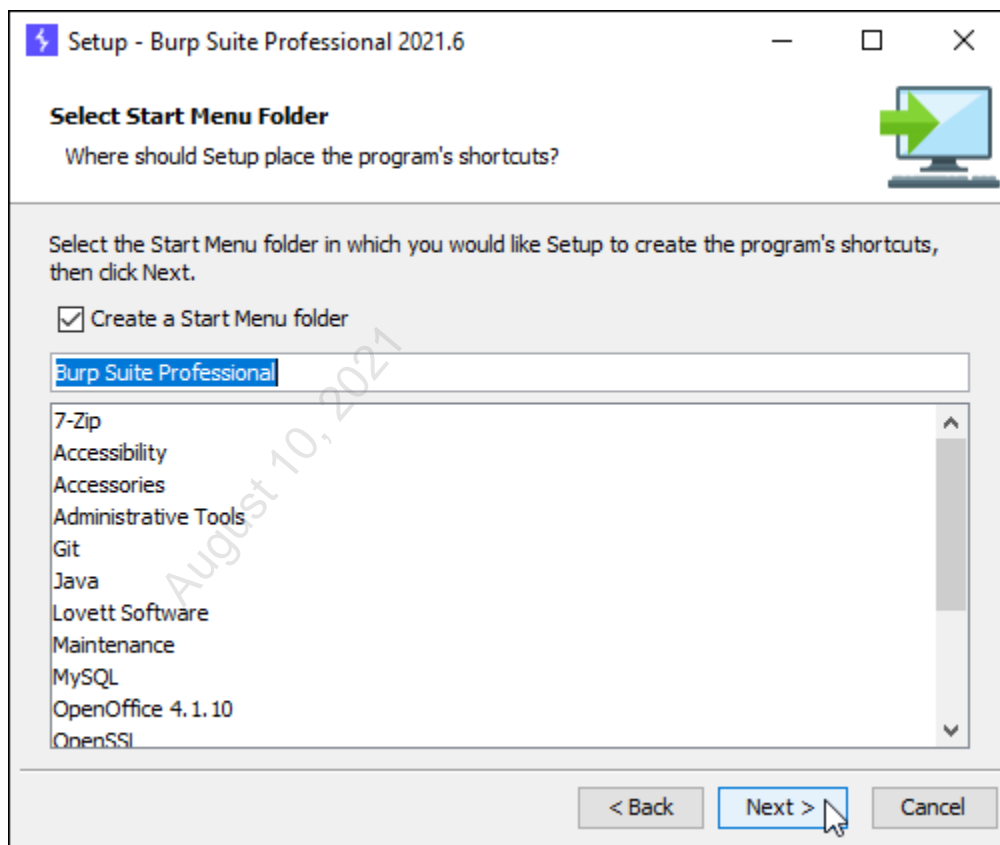 Setup - Burp Suite Professional 2021.6
Select Start Menu Folder
Where should Setup place the program's shortcuts?
Select the Start Menu folder in which you would like Setup to create the program's shortcuts,
then click Next.
Create a Start Menu folder
Burp Suite Professional
7-Zip
Accessibility
Accessories
Administrative Tools
Git
Java
Lovett Software
Maintenance
MySQL
OpenOffice 4.1.10
OpenSSL
August 10, 2021
< Back
Next >
Cancel